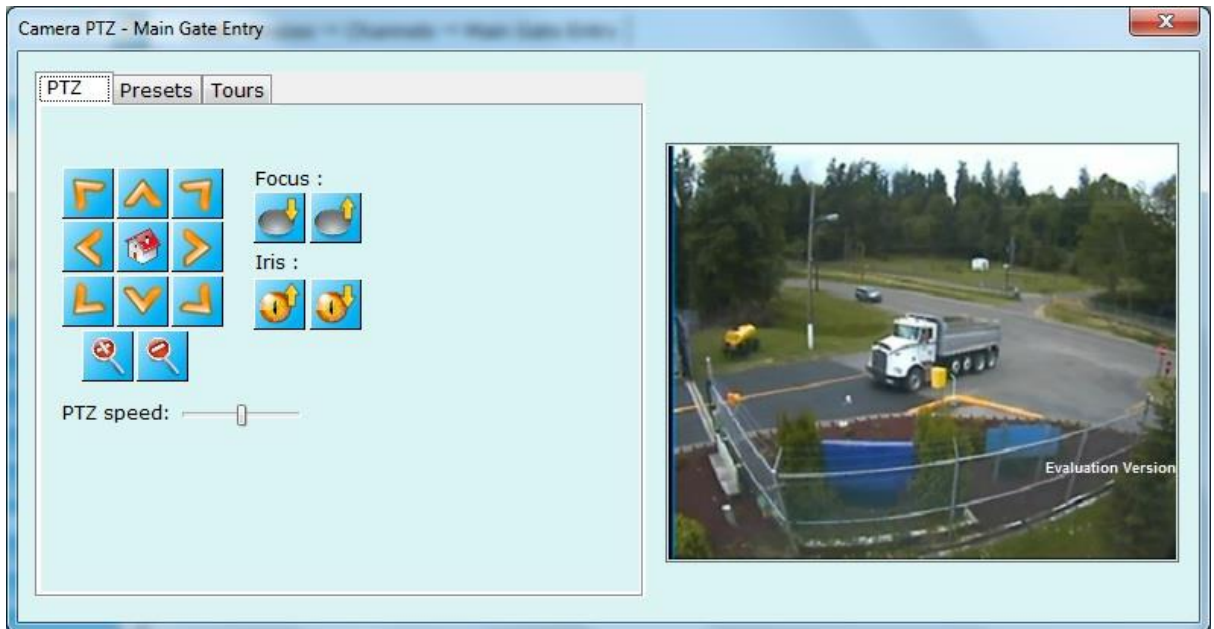 Camera PTZ - Main Gate Entry
PTZ Presets Tours
Focus :
Iris :
PTZ speed:
Evaluation Version